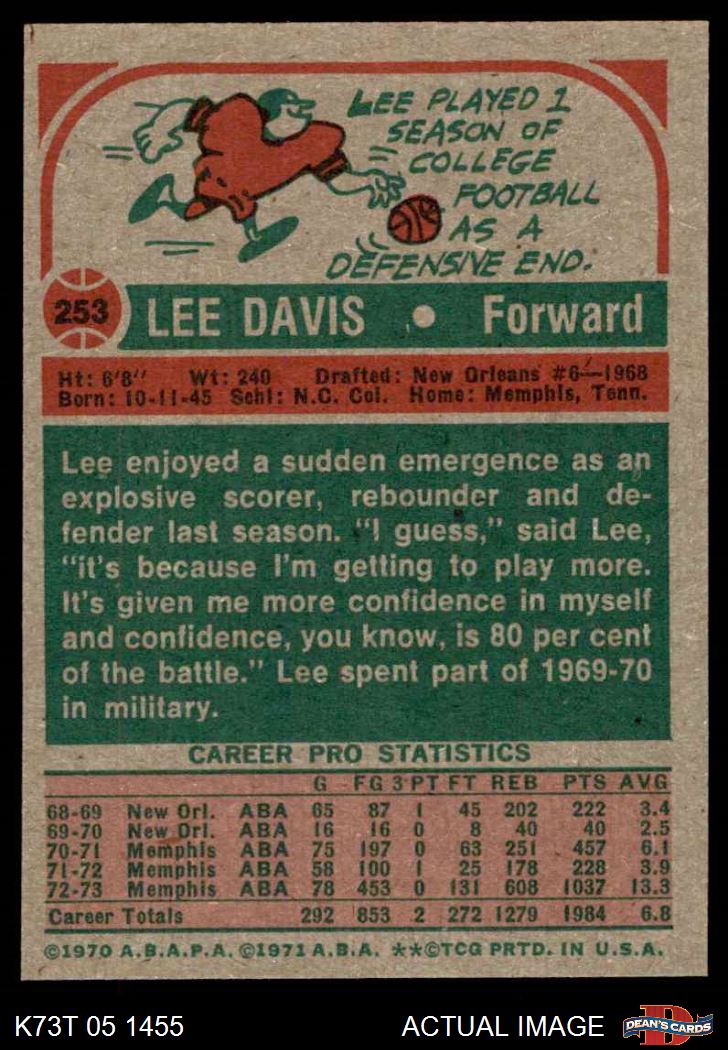 LEE PLAYED 1
SEASON OF
COLLEGE
FOOTBALL
AS A
DEFENSIVE END.
253 LEE DAVIS • Forward
Ht: 6'8" Wt: 240 Drafted: New Orleans #6—1968
Born: 10-11-45 Schl: N.C. Col. Home: Memphis, Tenn.
Lee enjoyed a sudden emergence as an
explosive scorer, rebounder and de-
fender last season. "I guess," said Lee,
"it's because I'm getting to play more.
It's given me more confidence in myself
and confidence, you know, is 80 per cent
of the battle." Lee spent part of 1969-70
in military.
CAREER PRO STATISTICS
G FG 3PT FT REB PTS AVG
68-69 New Orl. ABA 65 87 1 45 202 222 3.4
69-70 New Orl. ABA 16 16 0 8 40 40 2.5
70-71 Memphis ABA 75 197 0 63 251 457 6.1
71-72 Memphis ABA 58 100 1 25 178 228 3.9
72-73 Memphis ABA 78 453 0 131 608 1037 13.3
Career Totals 292 853 2 272 1279 1984 6.8
©1970 A.B.A.P.A. ©1971 A.B.A. **©TCG PRTD. IN U.S.A.
K73T 05 1455 ACTUAL IMAGE D DEAN'S CARDS